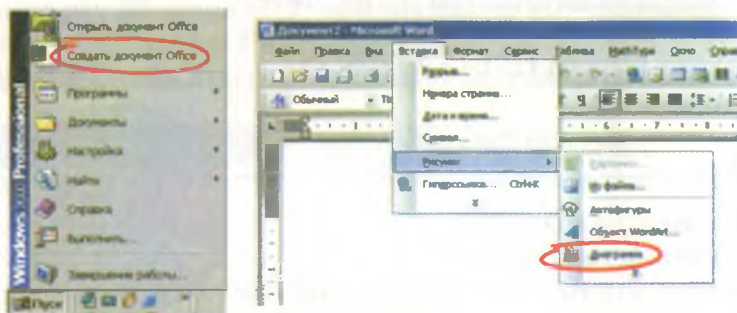 Открыть документ Office
Создать документ Office
Программы
Документы
Настройка
Найти
Справка
Выполнить...
Завершение работы...
Windows 2000 Professional
Пуск
Документ2 - Microsoft Word
Файл Правка Вид Вставка Формат Сервис Таблица MathType Окно
Обычный
Разрыв...
Номера страниц...
Дата и время...
Символ...
Рисунок
Гиперссылка... Ctrl+K
Из файла...
Автофигуры
Объект WordArt...
Диаграмма